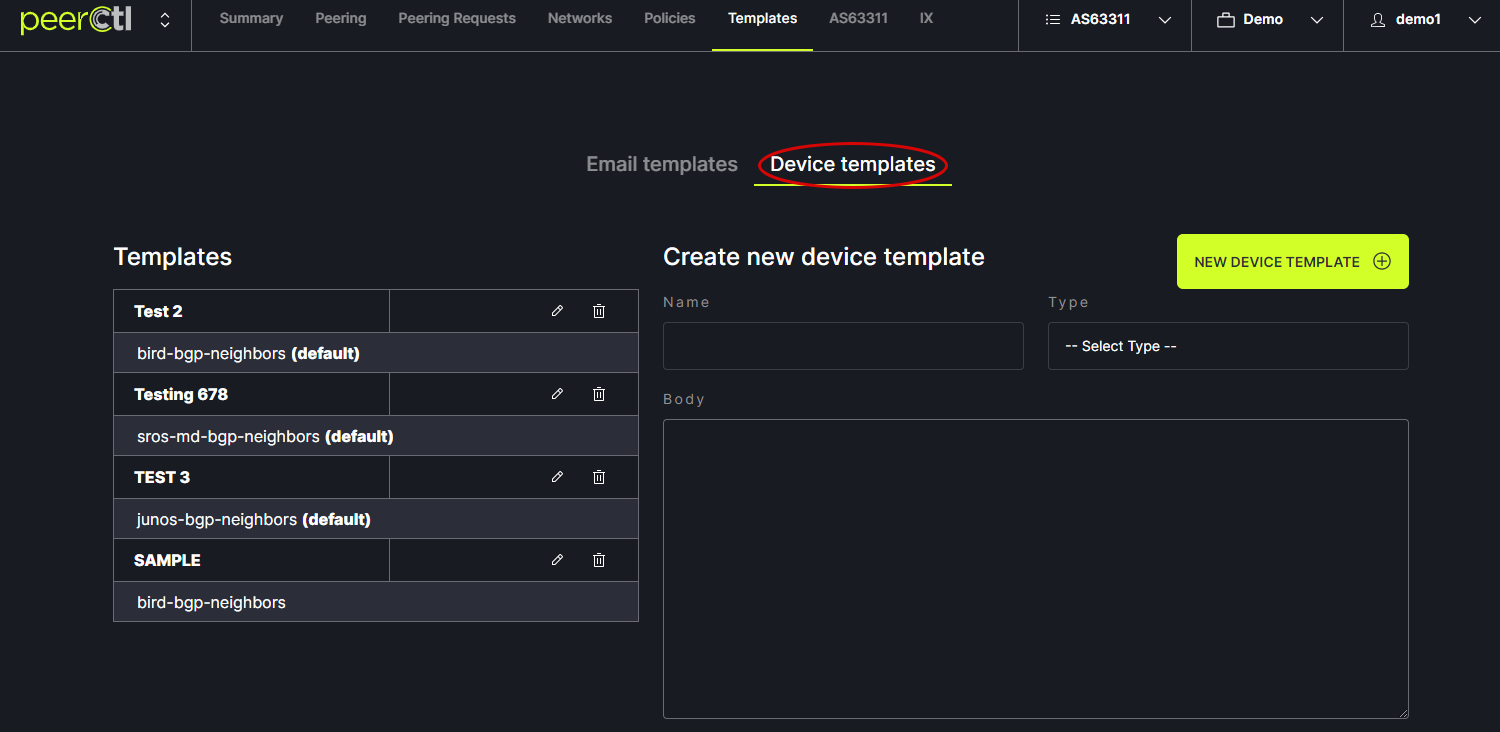 peerCtl Summary Peering Peering Requests Networks Policies Templates AS63311 IX AS63311 Demo demo1
Email templates Device templates
Templates
Test 2
bird-bgp-neighbors (default)
Testing 678
sros-md-bgp-neighbors (default)
TEST 3
junos-bgp-neighbors (default)
SAMPLE
bird-bgp-neighbors
Create new device template
NEW DEVICE TEMPLATE
Name
Type
-- Select Type --
Body